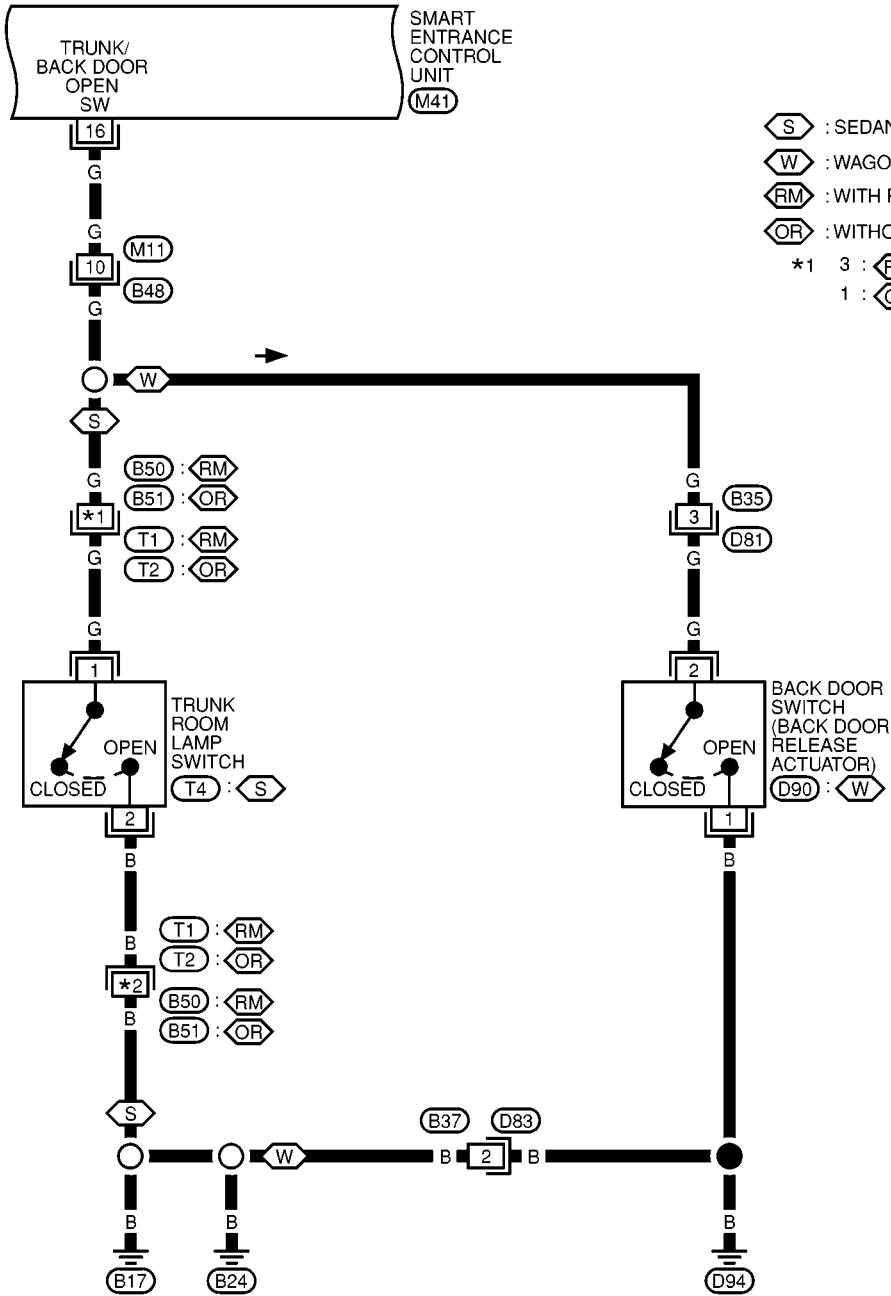 SMART
ENTRANCE
CONTROL
UNIT
M41
TRUNK/
BACK DOOR
OPEN
SW
16
G
G
10
M11
B48
G
S : SEDAN
W :
RM : WITH
OR :
*1 3 :
1 :
W
S
G
B50 : RM
B51 : OR
*1
T1 : RM
T2 : OR
G
G
G
3
B35
D81
G
G
1
TRUNK
ROOM
LAMP
SWITCH
T4 : S
OPEN
CLOSED
2
B
2
BACK DOOR
SWITCH
(BACK DOOR
RELEASE
ACTUATOR)
D90 : W
OPEN
CLOSED
1
B
B
T1 : RM
T2 : OR
*2
B50 : RM
B51 : OR
B
S
W
B37
D83
B 2 B
B
B
B
B17
B24
D94